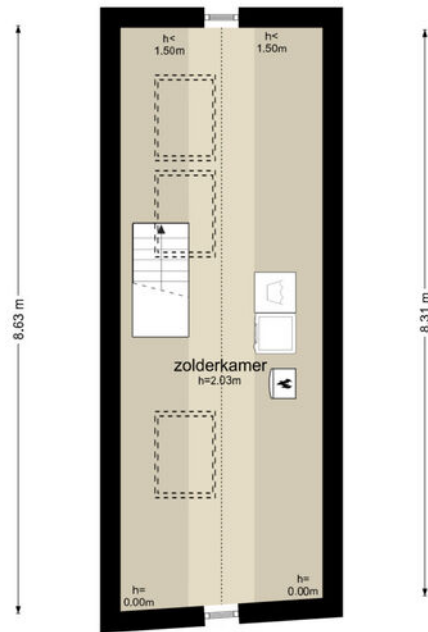 h<
1.50m
h<
1.50m
8.63 m
8.31 m
zolderkamer
h=2.03m
h=
0.00m
h=
0.00m